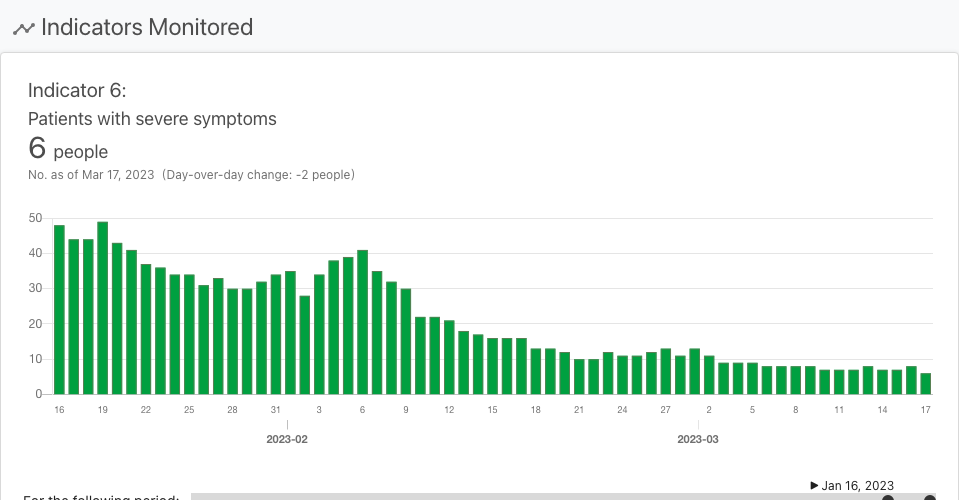 Indicators Monitored
Indicator 6:
Patients with severe symptoms
6 people
No. as of Mar 17, 2023 (Day-over-day change: -2 people)
50
40
30
20
10
0
16 19 22 25 28 31 3 6 9 12 15 18 21 24 27 2 5 8 11 14 17
2023-02 2023-03
Jan 16, 2023
For the following period: